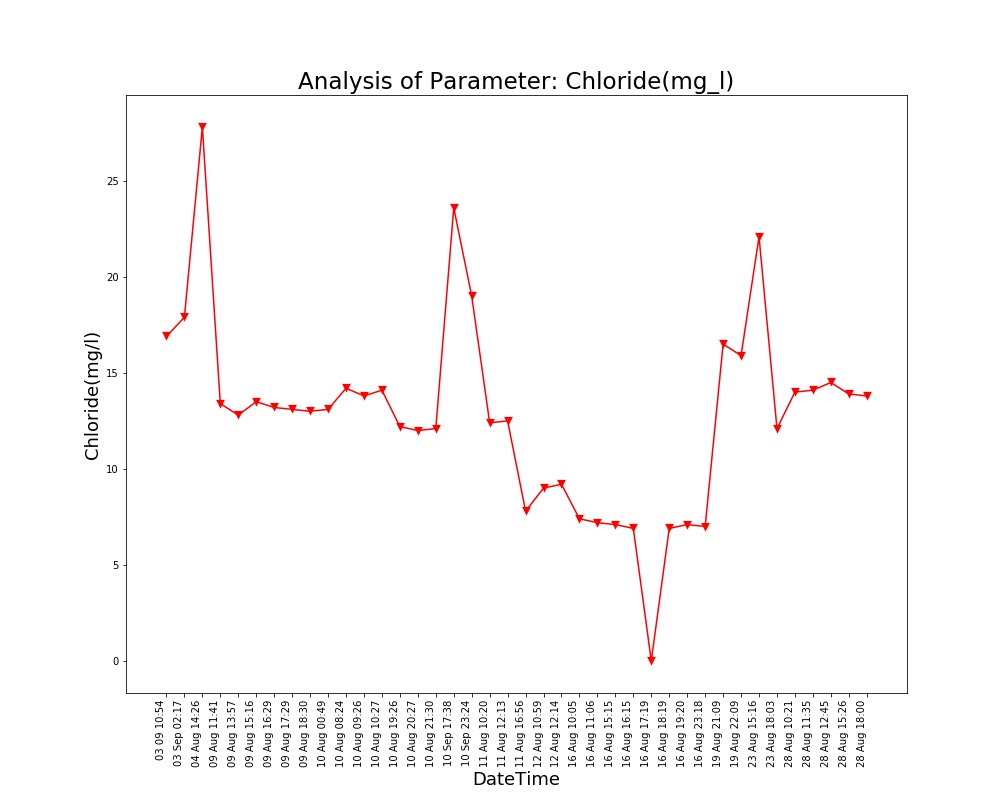 Analysis of Parameter: Chloride(mg_l)
Chloride(mg/l)
25
20
15
10
5
0
03 09 10:54
03 Sep 02:17
04 Aug 14:26
09 Aug 11:41
09 Aug 13:57
09 Aug 15:16
09 Aug 16:29
09 Aug 17:29
09 Aug 18:30
10 Aug 00:49
10 Aug 08:24
10 Aug 09:26
10 Aug 10:27
10 Aug 19:26
10 Aug 20:27
10 Aug 21:30
10 Sep 17:38
10 Sep 23:24
11 Aug 10:20
11 Aug 12:13
11 Aug 16:56
12 Aug 10:59
12 Aug 12:14
16 Aug 10:05
16 Aug 11:06
16 Aug 15:15
16 Aug 16:15
16 Aug 17:19
16 Aug 18:19
16 Aug 19:20
16 Aug 23:18
19 Aug 21:09
19 Aug 22:09
23 Aug 15:16
23 Aug 18:03
28 Aug 10:21
28 Aug 11:35
28 Aug 12:45
28 Aug 15:26
28 Aug 18:00
DateTime